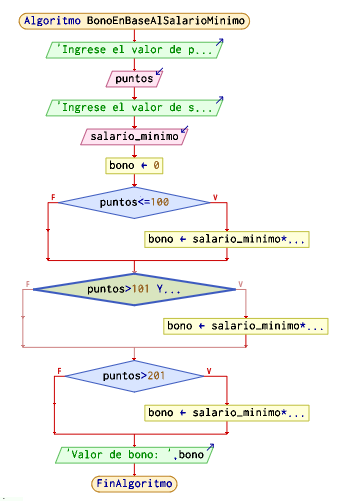 Algoritmo BonoEnBaseAlSalarioMinimo
'Ingrese el valor de p...
puntos
'Ingrese el valor de s...
salario_minimo
bono ← 0
F
puntos<=100
V
bono ← salario_minimo*...
F
puntos>101 Y...
V
bono ← salario_minimo*...
F
puntos>201
V
bono ← salario_minimo*...
'Valor de bono: ',bono
FinAlgoritmo